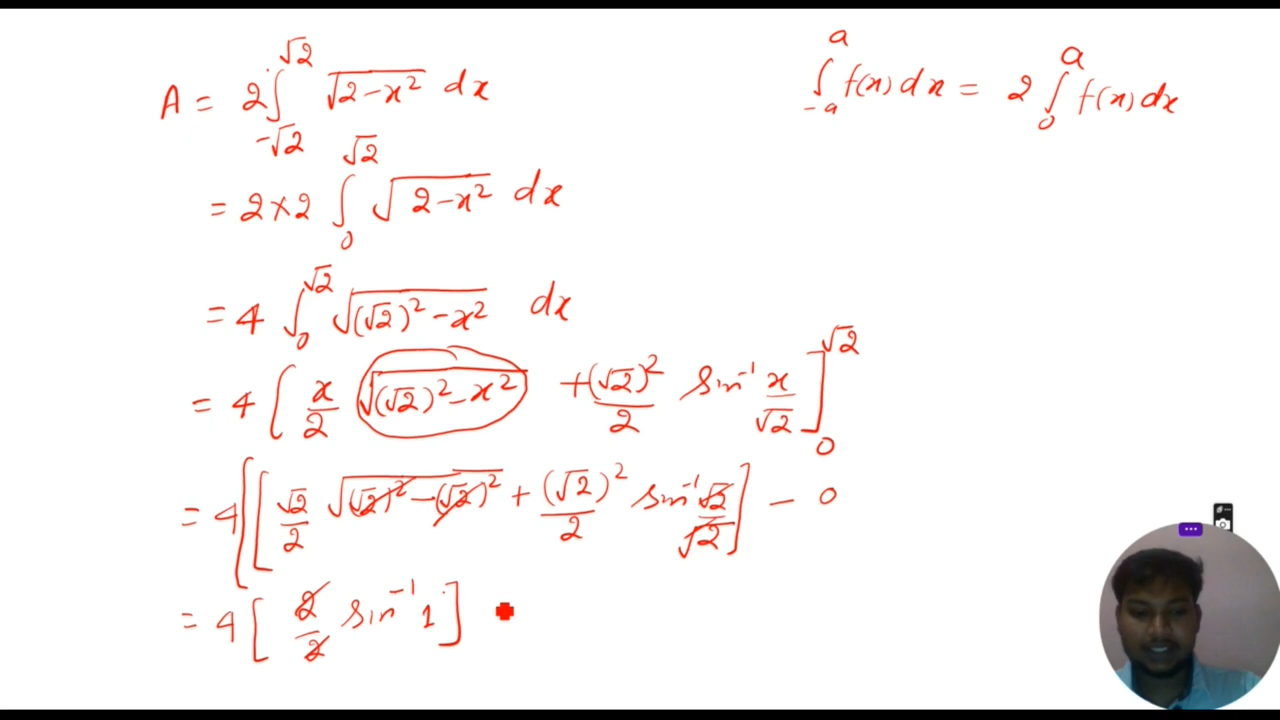 A = 2 ∫_{-√2}^{√2} √(2-x²) dx
∫_{-a}^{a} f(x) dx = 2 ∫_{0}^{a} f(x) dx
= 2×2 ∫_{0}^{√2} √(2-x²) dx
= 4 ∫_{0}^{√2} √((√2)²-x²) dx
= 4 [ x/2 √((√2)²-x²) + (√2)²/2 sin⁻¹ x/√2 ]_{0}^{√2}
= 4 [ [ √2/2 √((√2)²-(√2)²) + (√2)²/2 sin⁻¹ √2/√2 ] - 0
= 4 [ 2/2 sin⁻¹ 1 ]